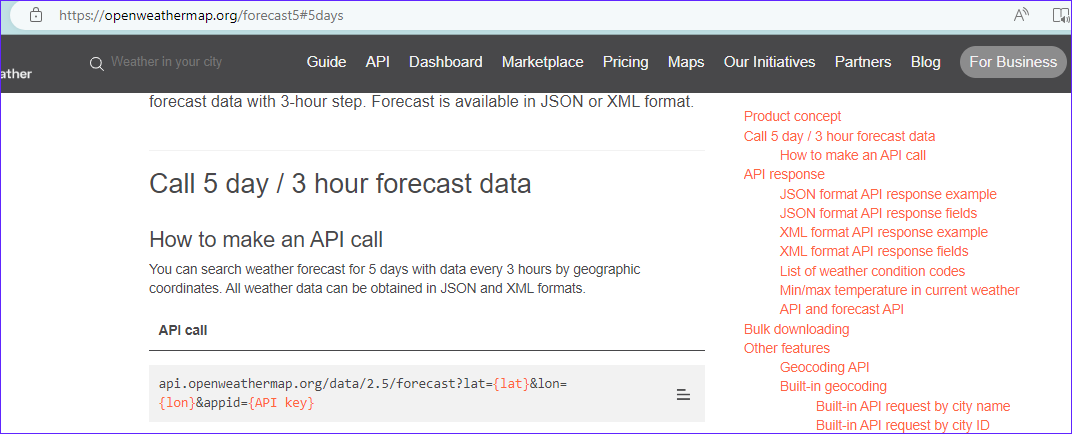 https://openweathermap.org/forecast5#5days
ather
Weather in your city
Guide API Dashboard Marketplace Pricing Maps Our Initiatives Partners Blog For Business
forecast data with 3-hour step. Forecast is available in JSON or XML format.
Call 5 day / 3 hour forecast data
How to make an API call
You can search weather forecast for 5 days with data every 3 hours by geographic
coordinates. All weather data can be obtained in JSON and XML formats.
API call
api.openweathermap.org/data/2.5/forecast?lat={lat}&lon=
{lon}&appid={API key}
Product concept
Call 5 day / 3 hour forecast data
How to make an API call
API response
JSON format API response example
JSON format API response fields
XML format API response example
XML format API response fields
List of weather condition codes
Min/max temperature in current weather
API and forecast API
Bulk downloading
Other features
Geocoding API
Built-in geocoding
Built-in API request by city name
Built-in API request by city ID